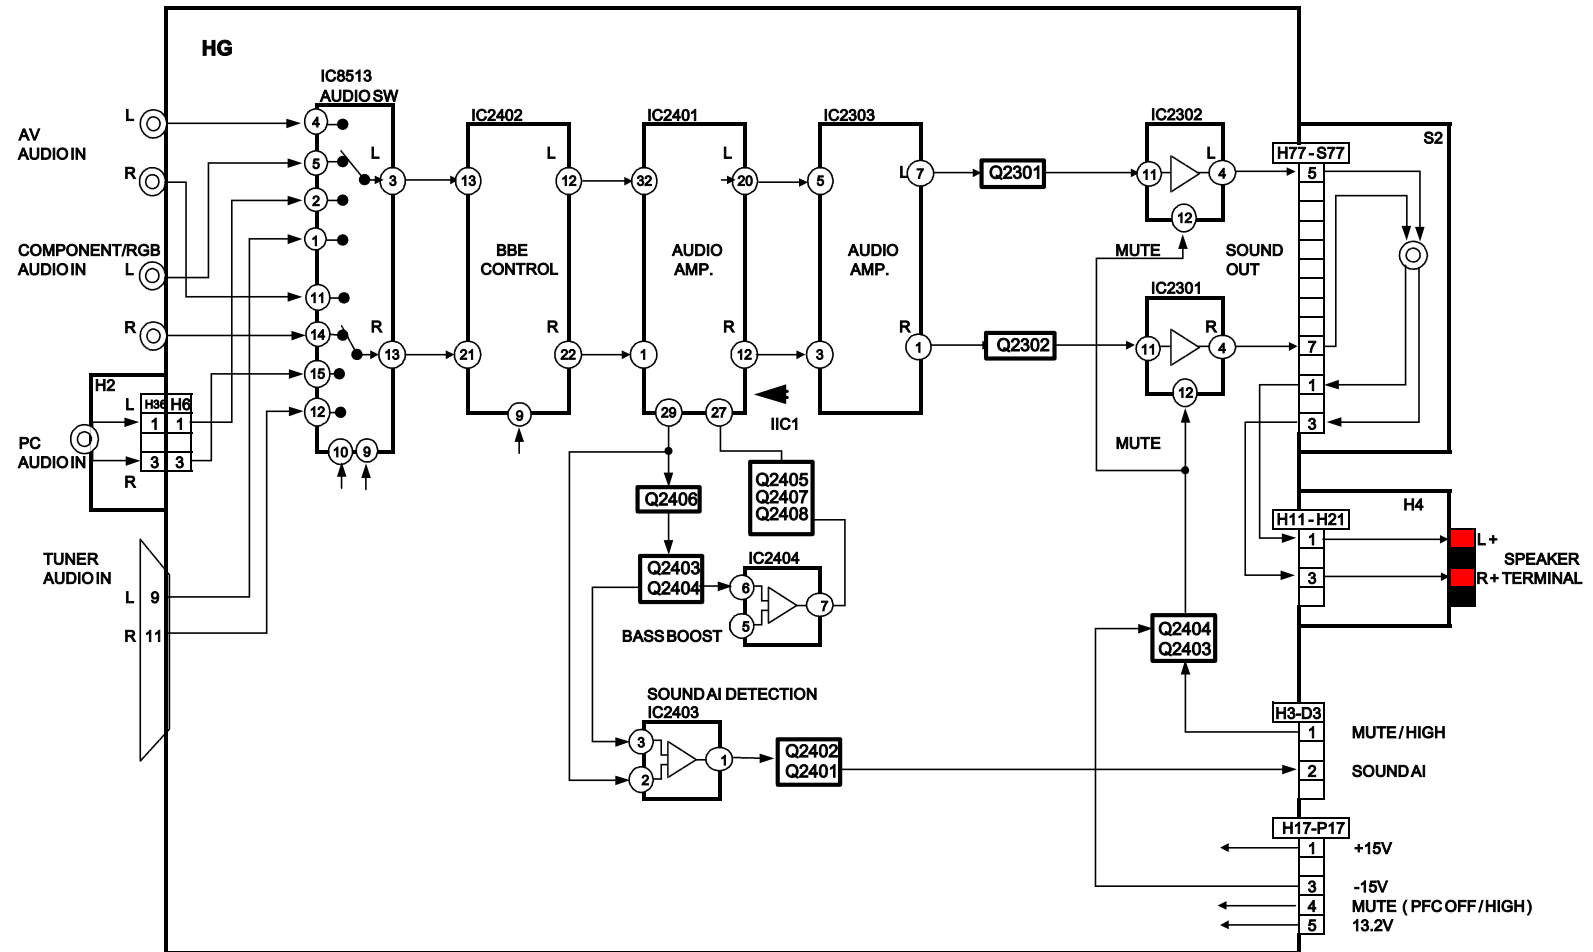 HG
IC8513
AUDIO SW
IC2402
IC2401
IC2303
IC2302
S2
H77 - S77
AV
AUDIO IN
L
R
4
5
2
1
11
14
15
12
10
9
L
3
R
13
13
21
L
12
R
22
9
BBE
CONTROL
32
1
L
20
R
12
29
27
AUDIO
AMP.
IIC1
5
3
L
7
R
1
AUDIO
AMP.
Q2301
Q2302
11
L
4
12
MUTE
SOUND
OUT
IC2301
11
R
4
12
MUTE
5
7
1
3
COMPONENT/RGB
AUDIO IN
L
R
H2
L
H36
H6
1
1
3
3
R
PC
AUDIO IN
TUNER
AUDIO IN
L
9
R
11
Q2406
Q2405
Q2407
Q2408
Q2403
Q2404
IC2404
6
5
7
BASS BOOST
SOUND AI DETECTION
IC2403
3
2
1
Q2402
Q2401
H4
H11 - H21
1
3
L +
SPEAKER
R + TERMINAL
Q2404
Q2403
H3-D3
1
MUTE / HIGH
2
SOUND AI
H17-P17
1
+15V
3
-15V
4
MUTE ( PFC OFF / HIGH )
5
13.2V